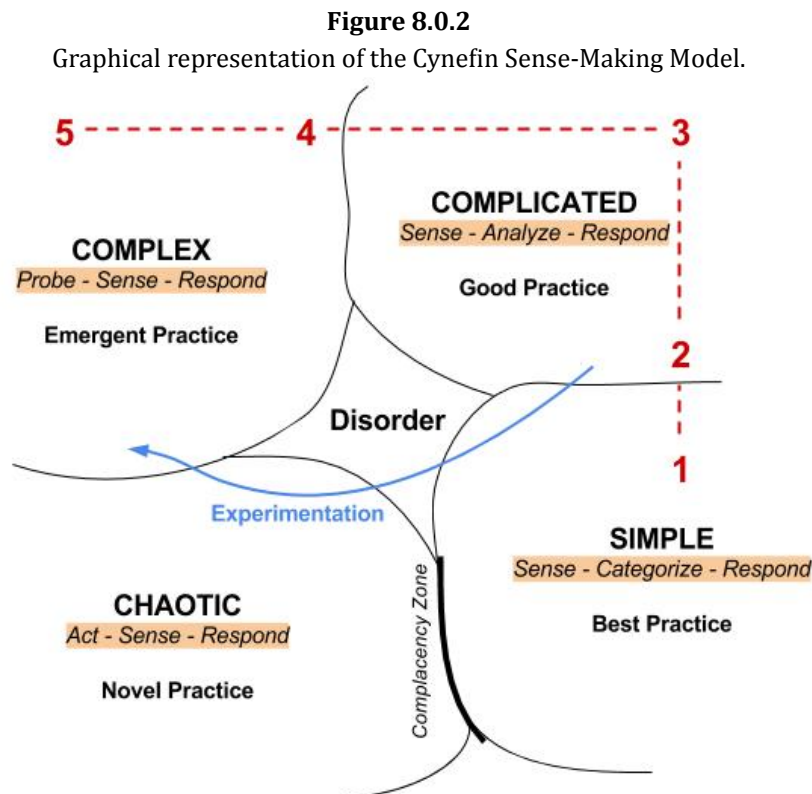 Figure 8.0.2
Graphical representation of the Cynefin Sense-Making Model.
5
4
3
COMPLICATED
Sense - Analyze - Respond
Good Practice
COMPLEX
Probe - Sense - Respond
Emergent Practice
2
Disorder
1
Experimentation
SIMPLE
Sense - Categorize - Respond
Best Practice
Complacency Zone
CHAOTIC
Act - Sense - Respond
Novel Practice